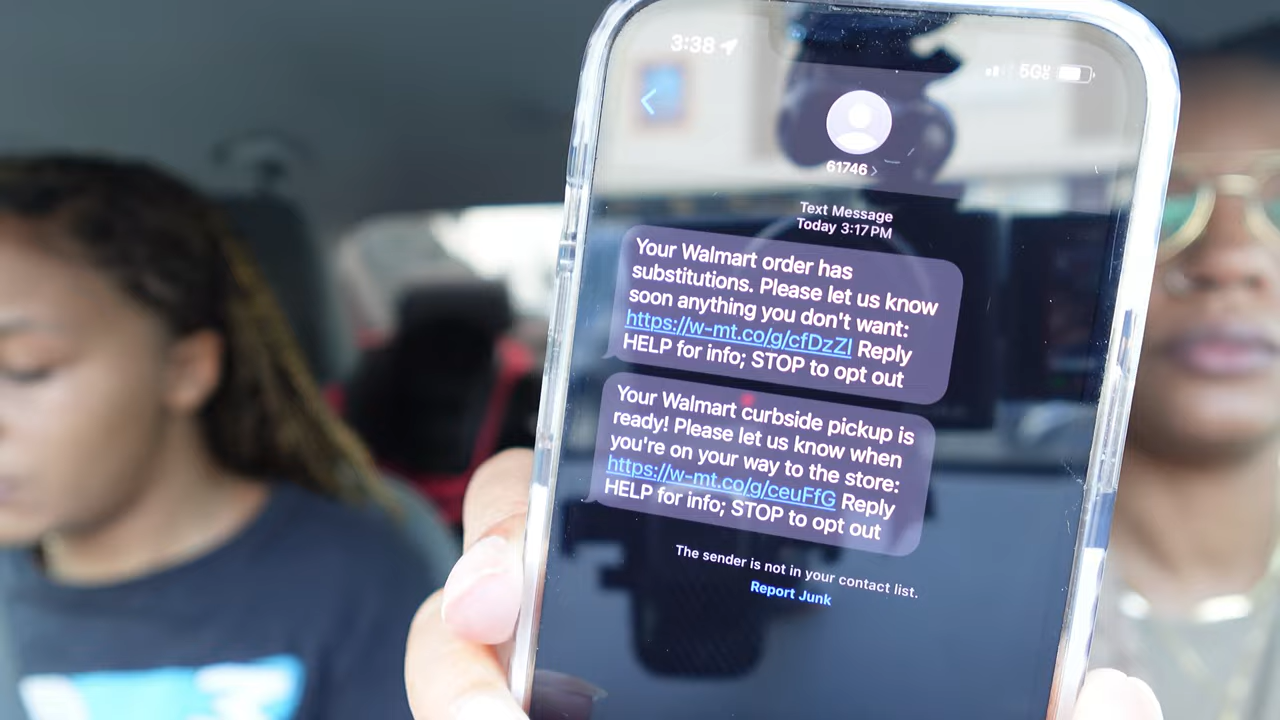 3:38
5G
61746 >
Text Message
Today 3:17 PM
Your Walmart order has
substitutions. Please let us know
soon anything you don't want:
https://w-mt.co/g/cfDzZl Reply
HELP for info; STOP to opt out
Your Walmart curbside pickup is
ready! Please let us know when
you're on your way to the store:
https://w-mt.co/g/ceuFfG Reply
HELP for info; STOP to opt out
The sender is not in your contact list.
Report Junk